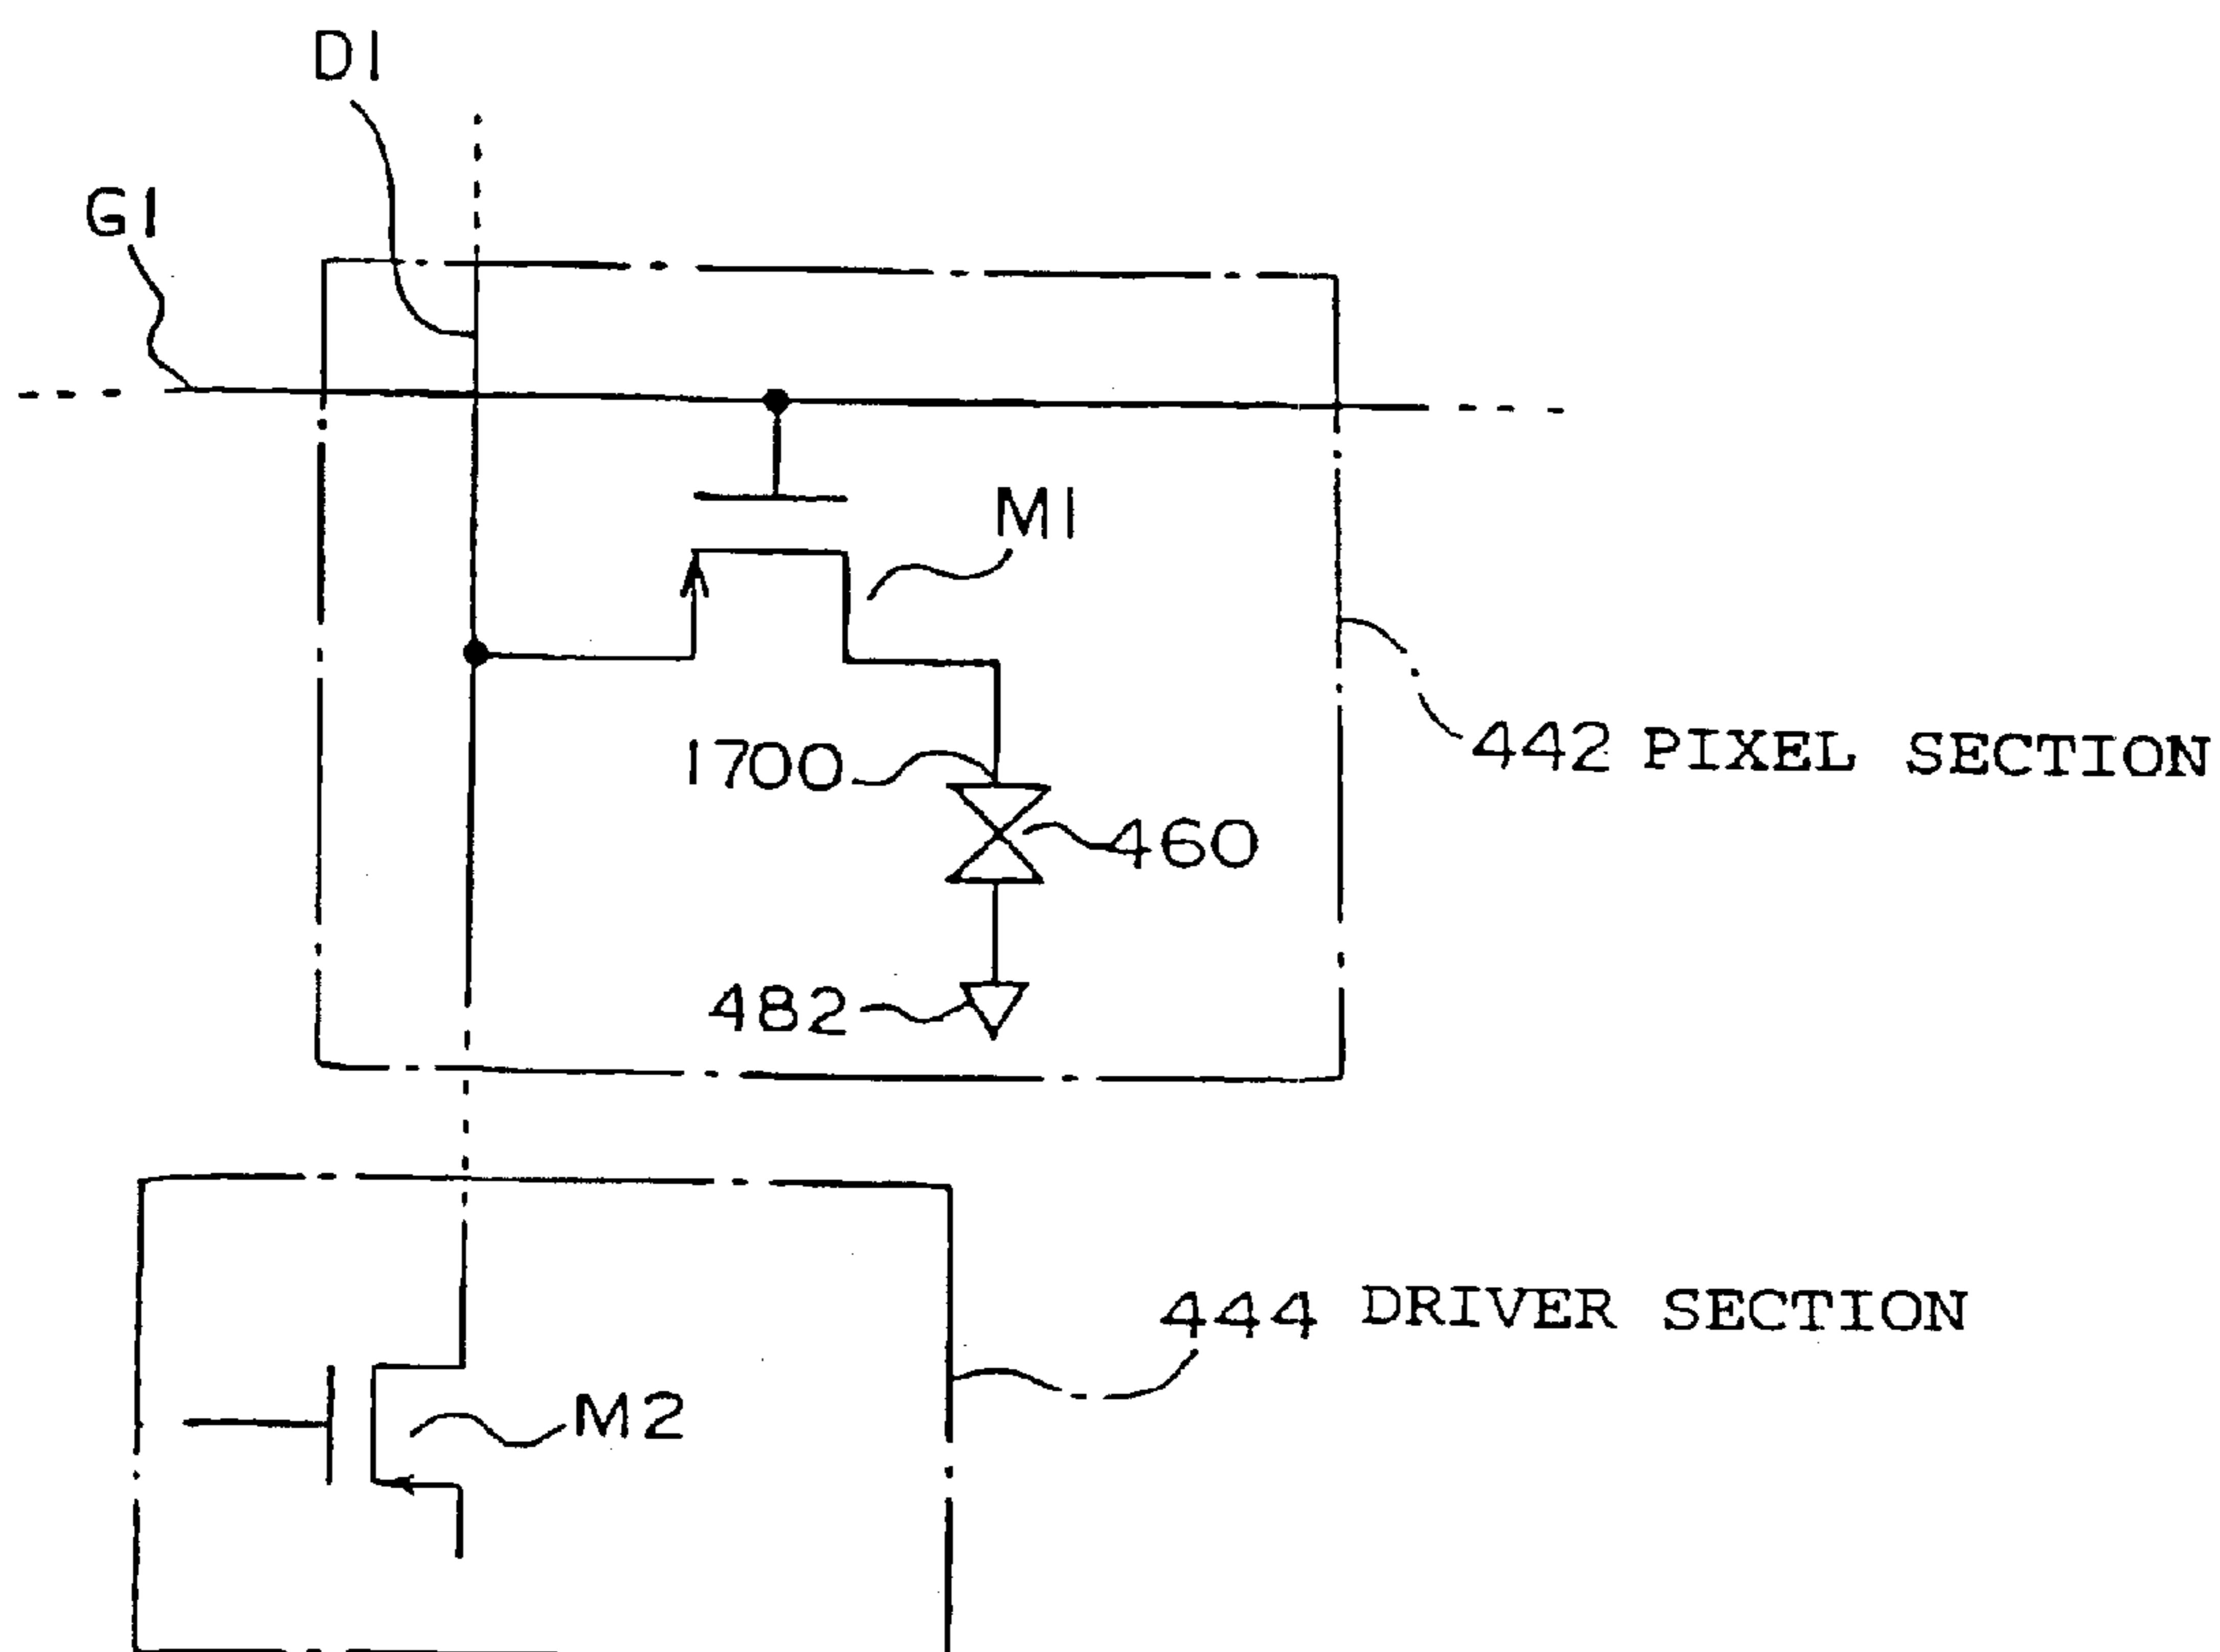 D1
G1
M1
1700
442 PIXEL SECTION
460
482
444 DRIVER SECTION
M2